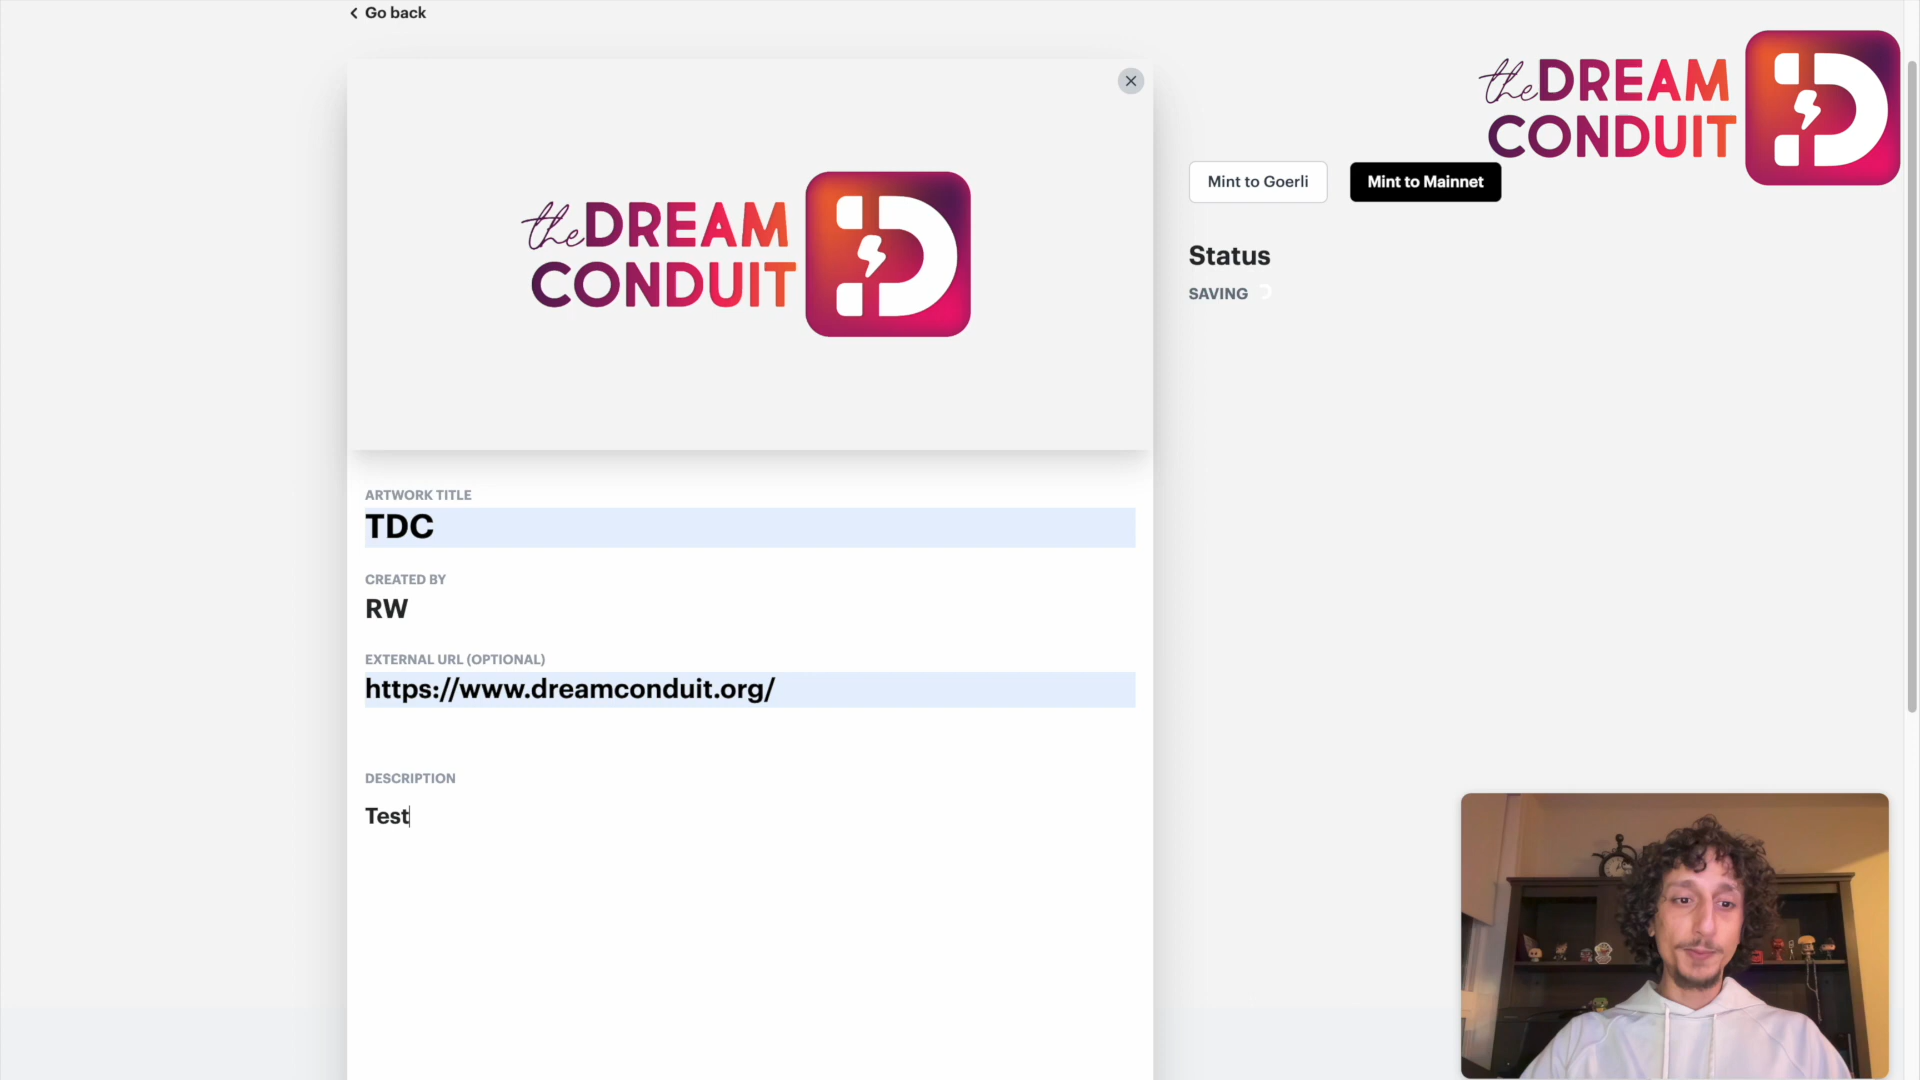 Go back
the DREAM
CONDUIT
the DREAM
CONDUIT
Mint to Goerli
Mint to Mainnet
Status
SAVING
ARTWORK TITLE
TDC
CREATED BY
RW
EXTERNAL URL (OPTIONAL)
https://www.dreamconduit.org/
DESCRIPTION
Test